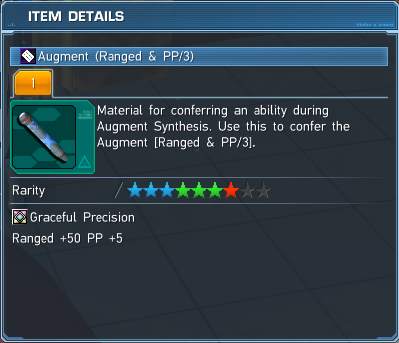 ITEM DETAILS
Augment (Ranged & PP/3)
1
Material for conferring an ability during
Augment Synthesis. Use this to confer the
Augment [Ranged & PP/3].
Rarity
Graceful Precision
Ranged +50 PP +5